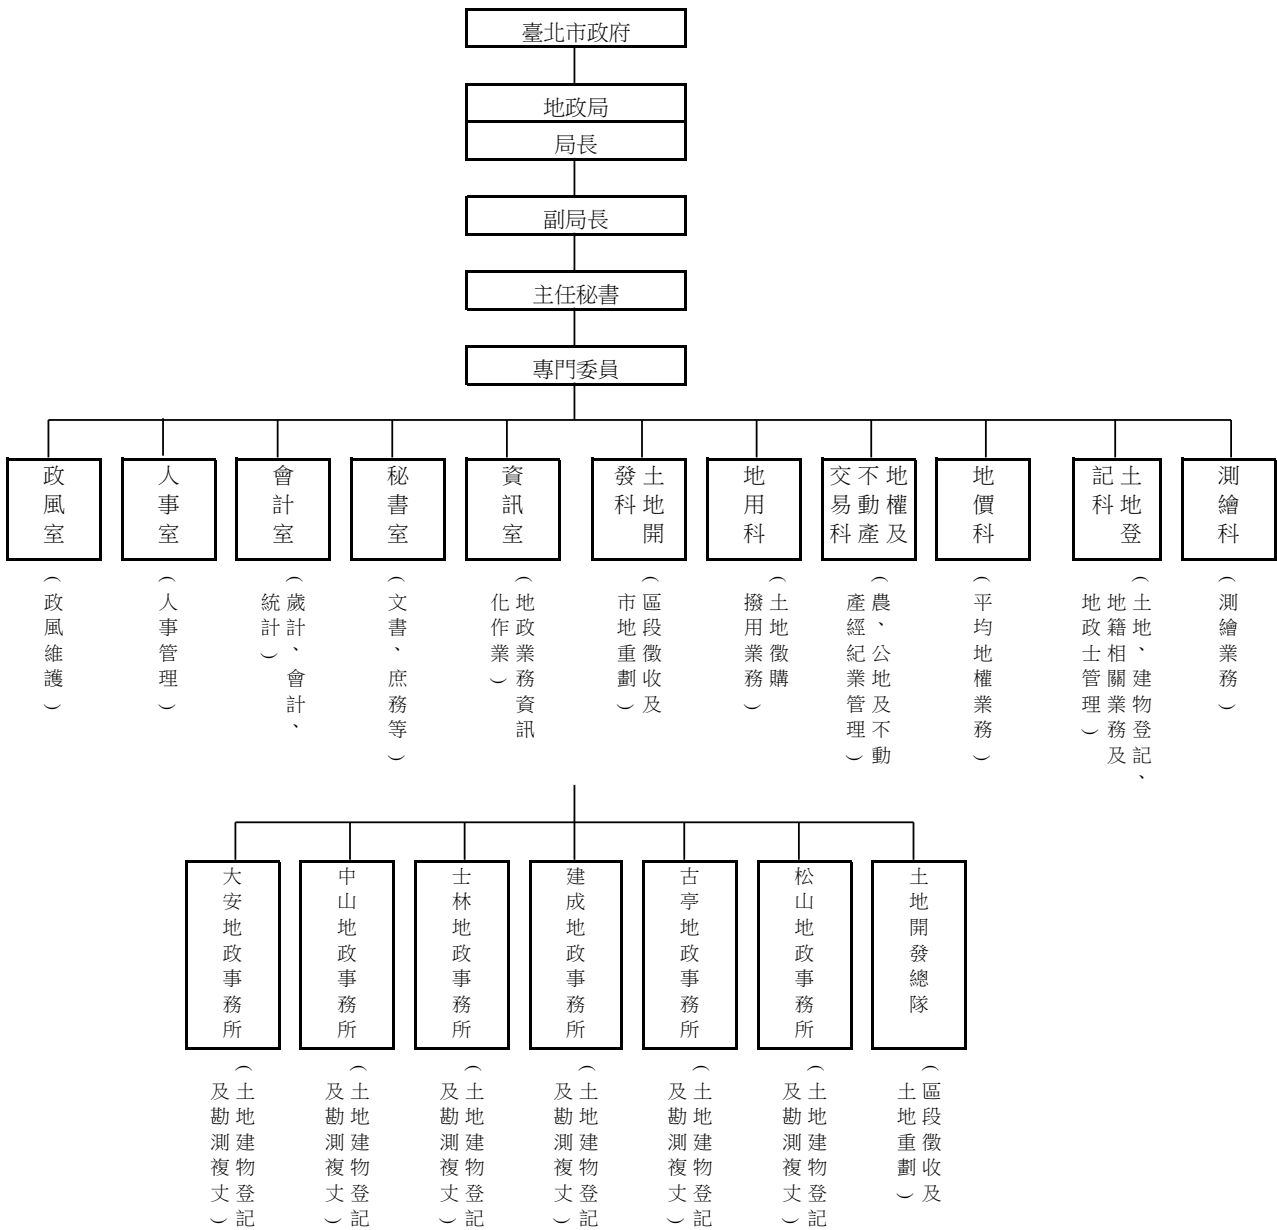 臺北市政府
地政局
局長
副局長
主任秘書
專門委員
測繪科
土地登
記科
地價科
地權及
不動產
交易科
地用科
土地開
發科
資訊室
秘書室
會計室
人事室
政風室
（測繪業務）
（土地、建物登記、
地籍相關業務及
地政士管理）
（平均地權業務）
（農、公地及不動
產經紀業管理）
（土地徵購
撥用業務）
（區段徵收及
市地重劃）
（地政業務資訊
化作業）
（文書、庶務等）
（歲計、會計、
統計）
（人事管理）
（政風維護）
土地開發總隊
松山地政事務所
古亭地政事務所
建成地政事務所
士林地政事務所
中山地政事務所
大安地政事務所
（區段徵收及
土地重劃）
（土地建物登記
及勘測複丈）
（土地建物登記
及勘測複丈）
（土地建物登記
及勘測複丈）
（土地建物登記
及勘測複丈）
（土地建物登記
及勘測複丈）
（土地建物登記
及勘測複丈）